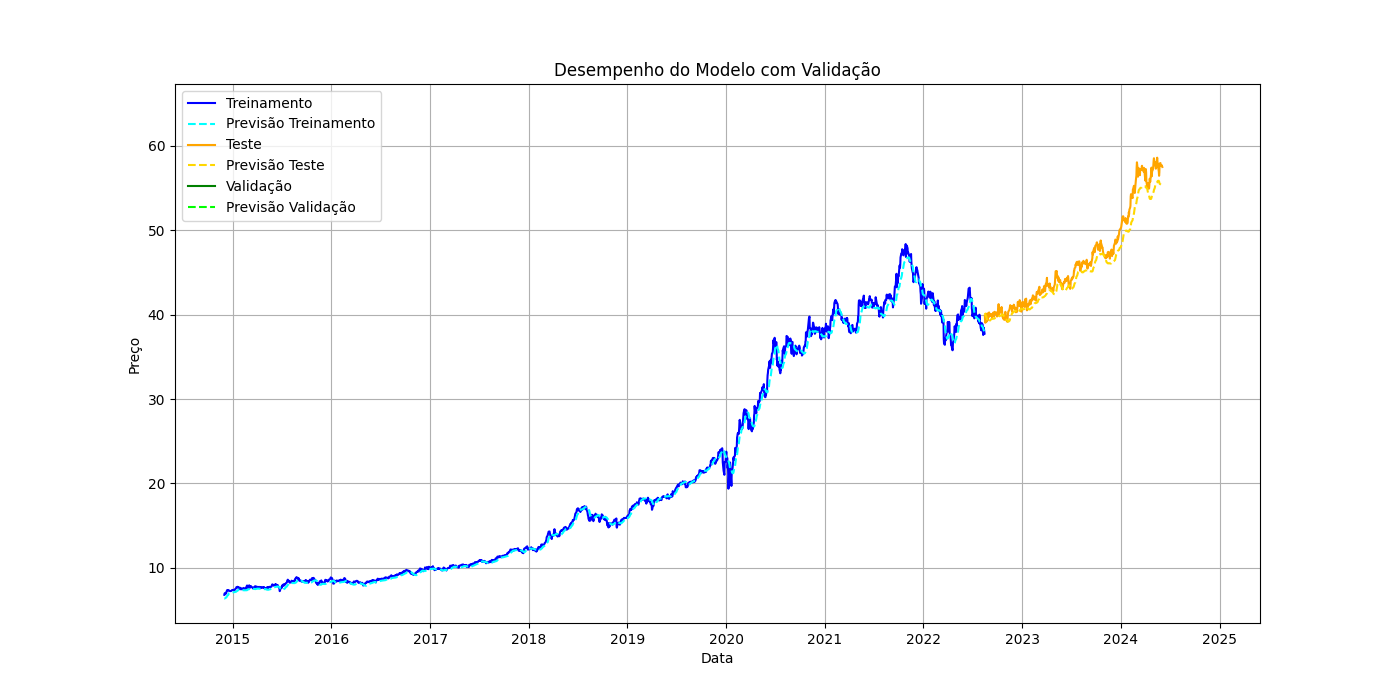 Desempenho do Modelo com Validação
Treinamento
Previsão Treinamento
Teste
Previsão Teste
Validação
Previsão Validação
Preço
60
50
40
30
20
10
2015 2016 2017 2018 2019 2020 2021 2022 2023 2024 2025
Data